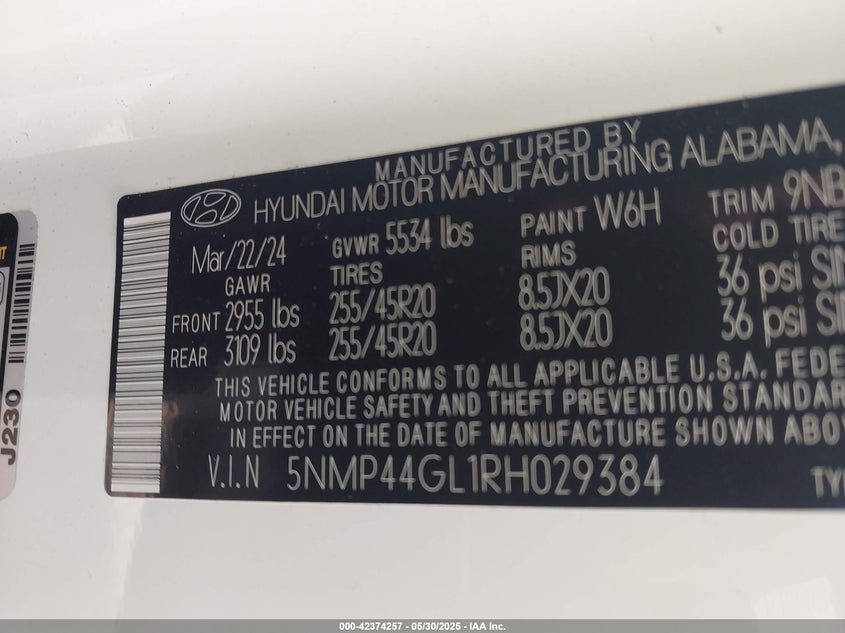 MANUFACTURED BY
HYUNDAI MOTOR MANUFACTURING ALABAMA,
Mar/22/24 GVWR 5534 lbs PAINT W6H TRIM 9NB
GAWR TIRES RIMS COLD TIRE
FRONT 2955 lbs 255/45R20 8.5JX20 36 psi SIN
REAR 3109 lbs 255/45R20 8.5JX20 36 psi SI
THIS VEHICLE CONFORMS TO ALL APPLICABLE U.S.A. FEDE
MOTOR VEHICLE SAFETY AND THEFT PREVENTION STANDAR
IN EFFECT ON THE DATE OF MANUFACTURE SHOWN ABO
V.I.N 5NMP44GL1RH029384 TY
J230
000-42374257 - 05/30/2025 - IAA Inc.